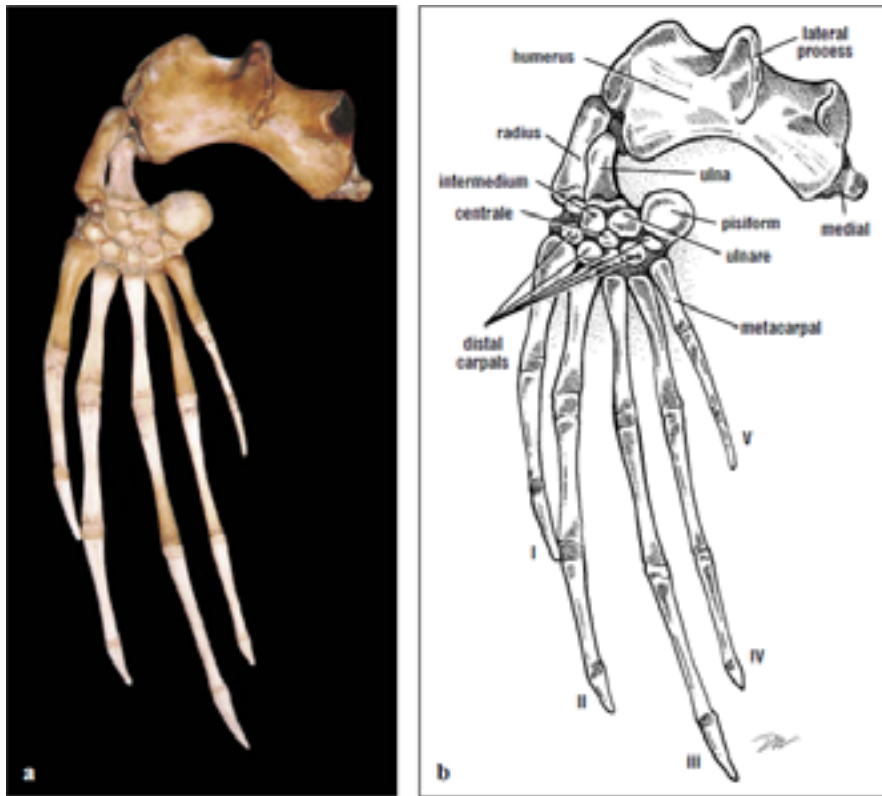 lateral
process
humerus
radius
ulna
intermedium
centrale
pisiform
medial
ulnare
metacarpal
distal
carpals
V
I
IV
II
III
a
b